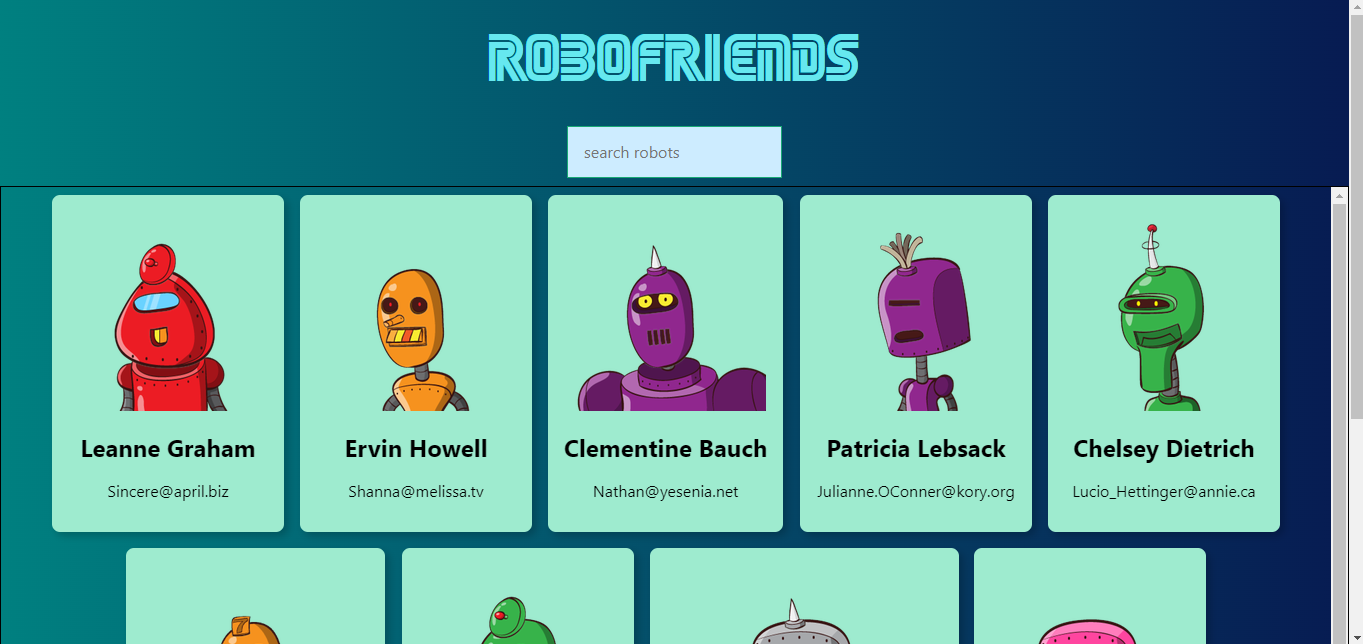 ROBOFRIENDS
search robots
Leanne Graham
Sincere@april.biz
Ervin Howell
Shanna@melissa.tv
Clementine Bauch
Nathan@yesenia.net
Patricia Lebsack
Julianne.OConner@kory.org
Chelsey Dietrich
Lucio_Hettinger@annie.ca
7